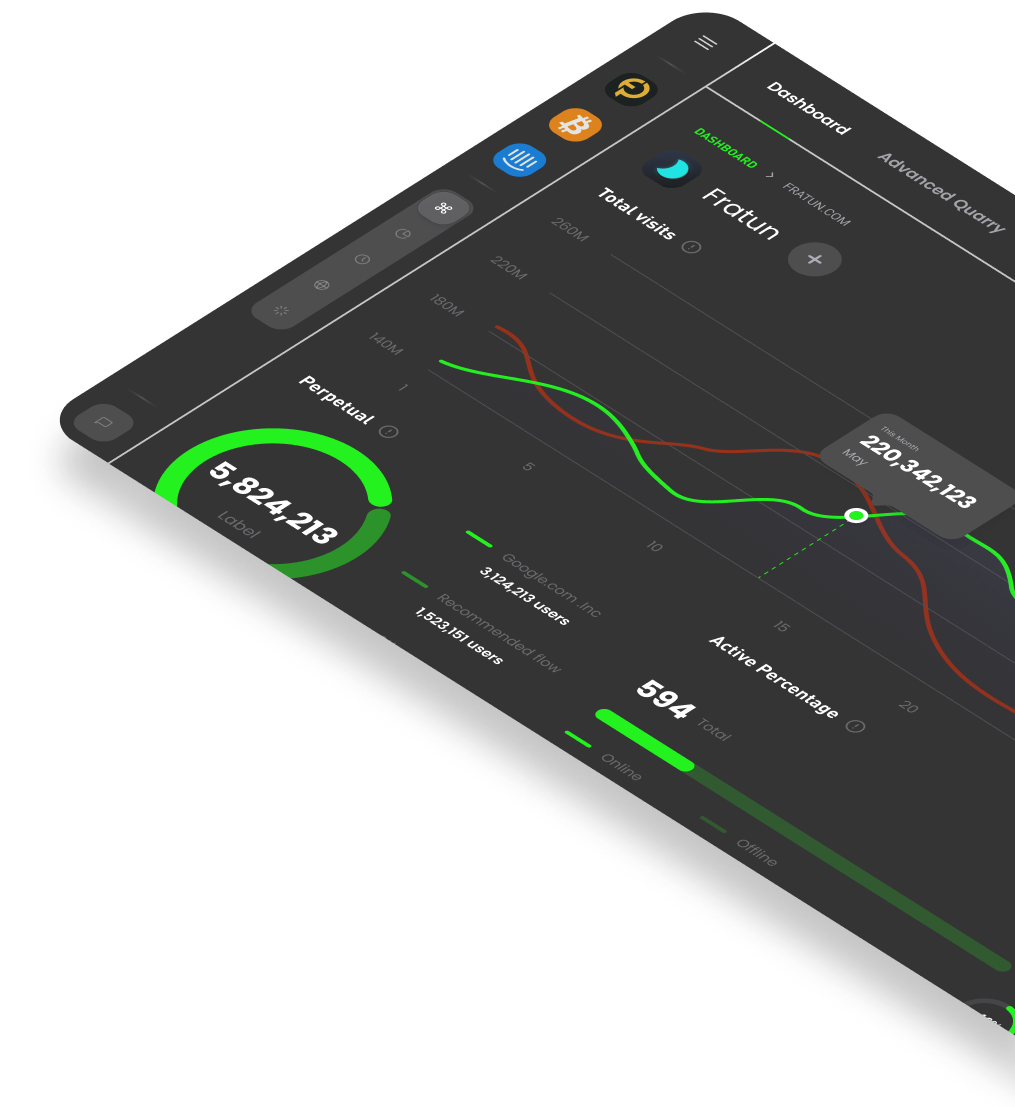 Dashboard
Advanced Quarry
DASHBOARD > FRATUN.COM
Fratun
+
Total visits
260M
220M
180M
140M
1
5
10
15
20
This Month
220,342,123
May
Perpetual
5,824,213
Label
Google.com .Inc
3,124,213 users
Recommended flow
1,523,151 users
Active Percentage
594 Total
Online
Offline